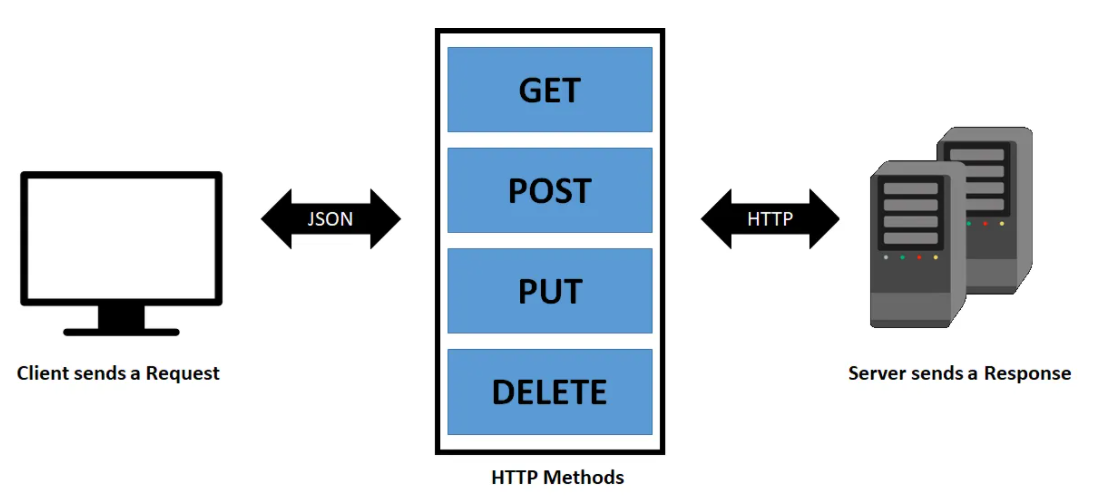 GET
POST
PUT
DELETE
JSON
HTTP
Client sends a Request
Server sends a Response
HTTP Methods